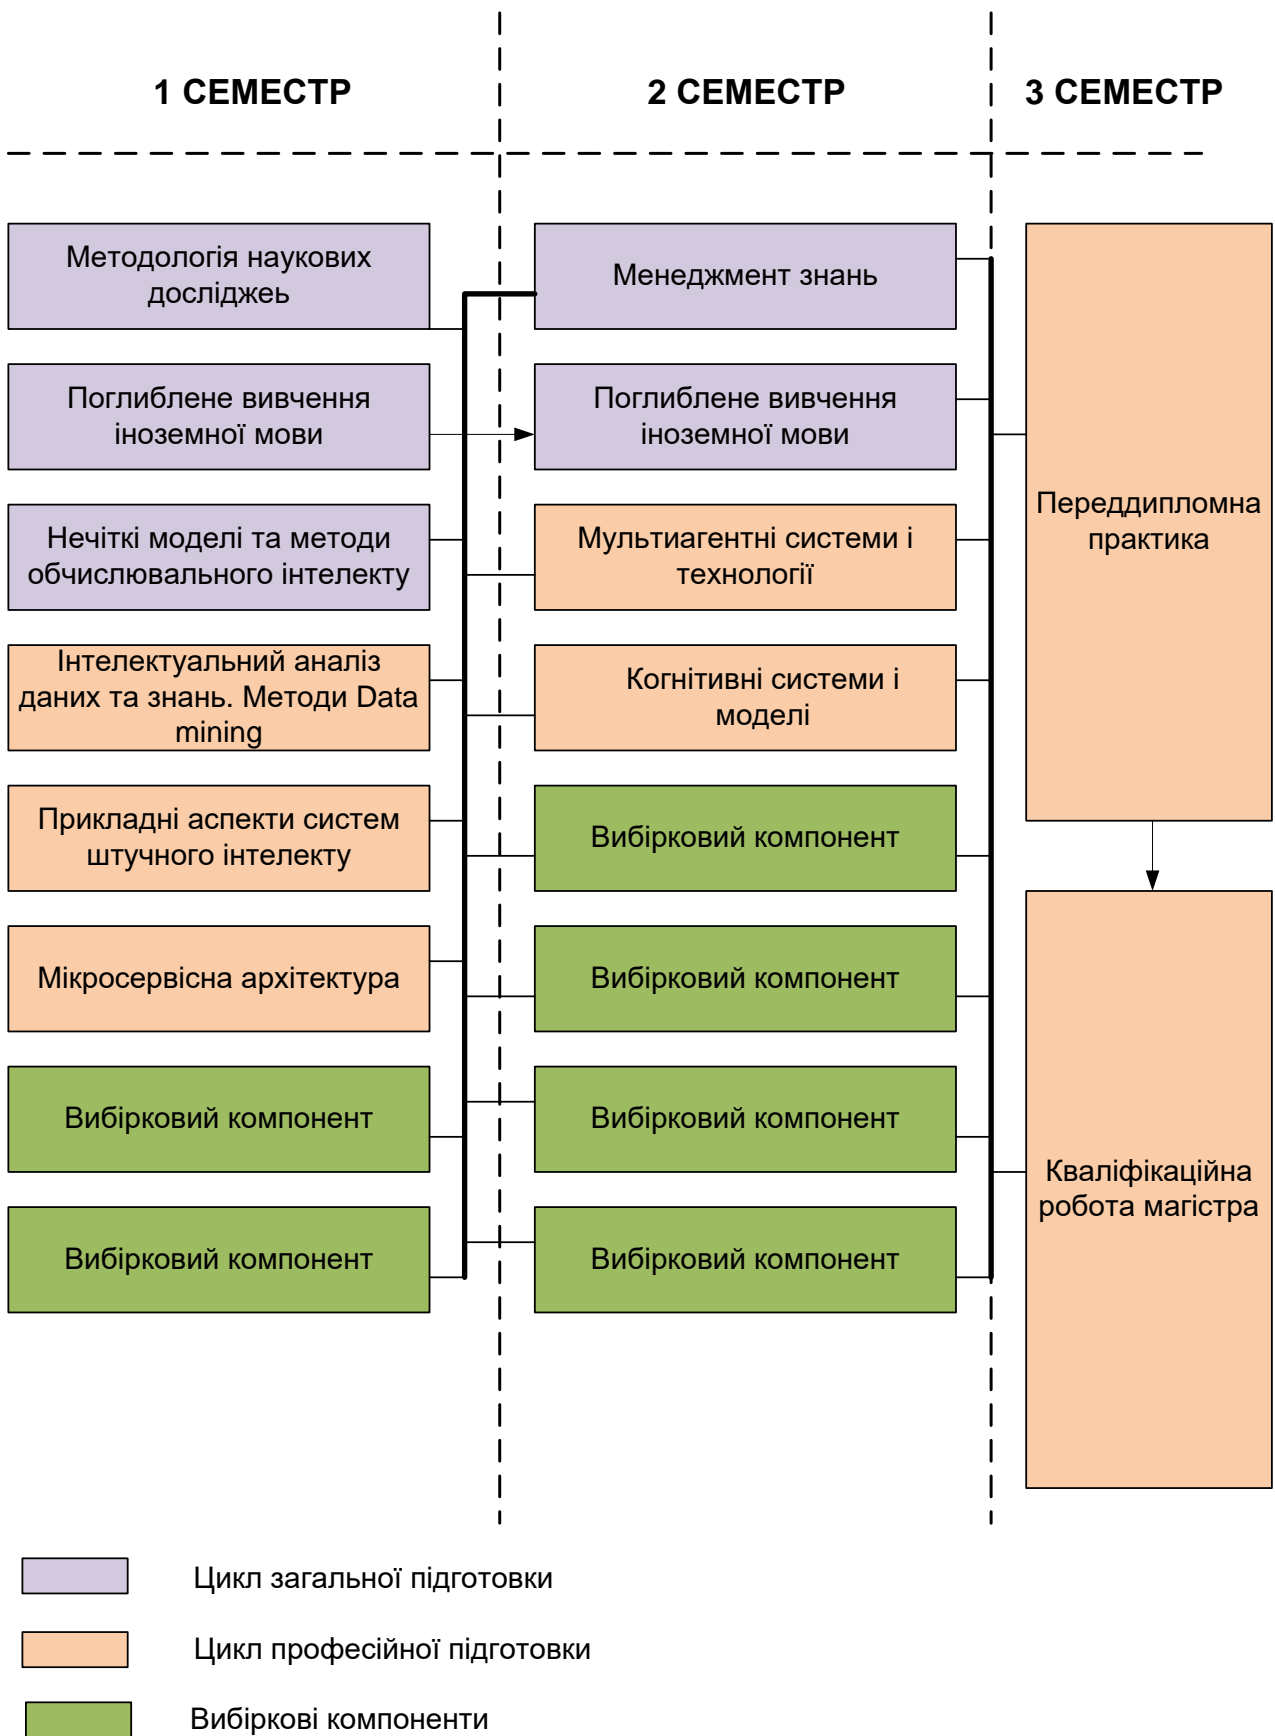 1 СЕМЕСТР
2 СЕМЕСТР
3 СЕМЕСТР
Методологія наукових
досліджеь
Поглиблене вивчення
іноземної мови
Нечіткі моделі та методи
обчислювального інтелекту
Інтелектуальний аналіз
даних та знань. Методи Data
mining
Прикладні аспекти систем
штучного інтелекту
Мікросервісна архітектура
Вибірковий компонент
Вибірковий компонент
Менеджмент знань
Поглиблене вивчення
іноземної мови
Мультиагентні системи і
технології
Когнітивні системи і
моделі
Вибірковий компонент
Вибірковий компонент
Вибірковий компонент
Вибірковий компонент
Переддипломна
практика
Кваліфікаційна
робота магістра
Цикл загальної підготовки
Цикл професійної підготовки
Вибіркові компоненти